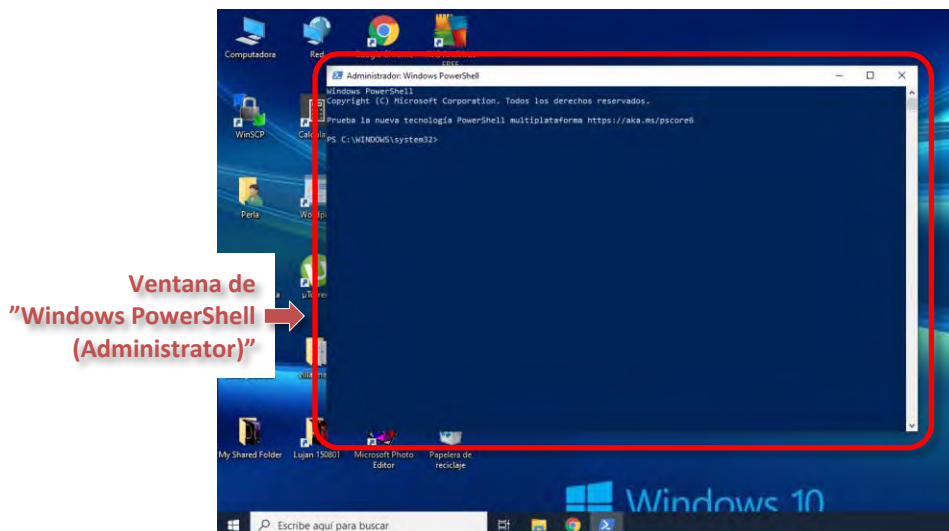 Computadora
Red
FREE
Administrador: Windows PowerShell
Windows PowerShell
Copyright (C) Microsoft Corporation. Todos los derechos reservados.
Prueba la nueva tecnología PowerShell multiplataforma https://aka.ms/pscore6
PS C:\WINDOWS\system32>
WinSCP
Perla
Ventana de
”Windows PowerShell
(Administrator)”
My Shared Folder
Lujan 150801
Microsoft Photo
Editor
Papelera de
reciclaje
Windows 10
Escribe aquí para buscar